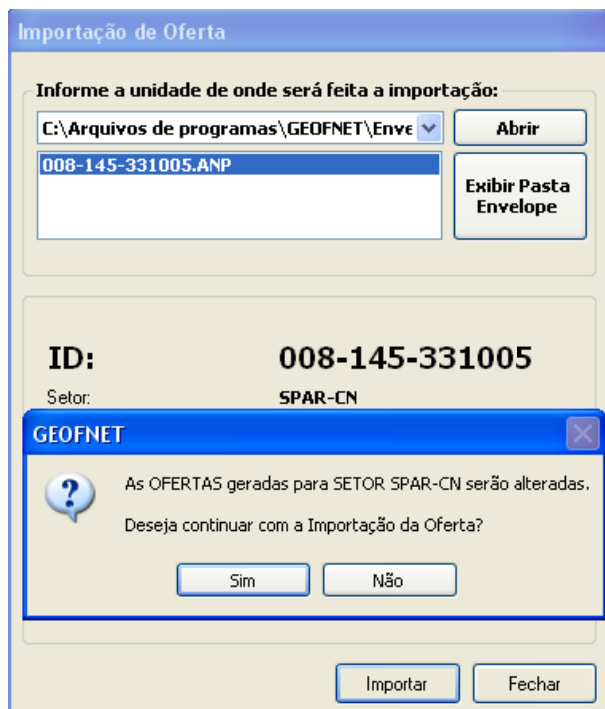 Importação de Oferta
Informe a unidade de onde será feita a importação:
C:\Arquivos de programas\GEOFNET\Enve
Abrir
008-145-331005.ANP
Exibir Pasta
Envelope
ID: 008-145-331005
Setor: SPAR-CN
GEOFNET
As OFERTAS geradas para SETOR SPAR-CN serão alteradas.
Deseja continuar com a Importação da Oferta?
Sim Não
Importar Fechar